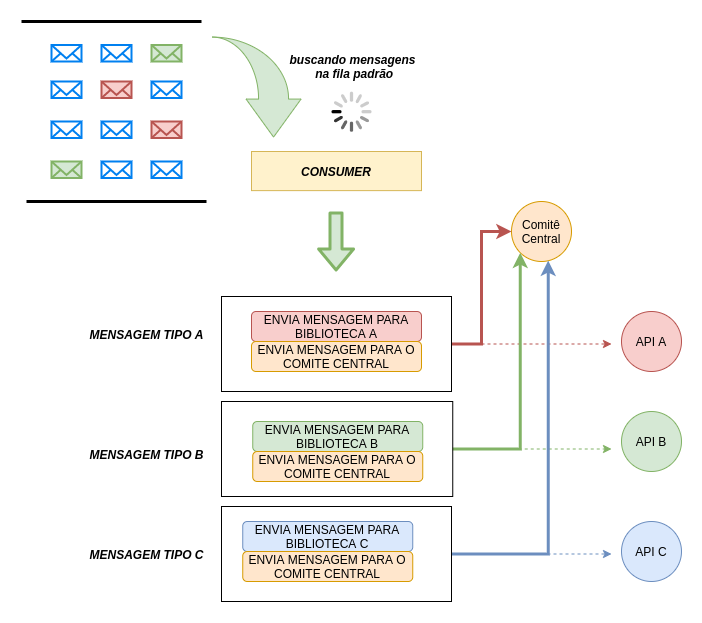 buscando mensagens
na fila padrão
CONSUMER
Comitê
Central
MENSAGEM TIPO A
ENVIA MENSAGEM PARA
BIBLIOTECA A
ENVIA MENSAGEM PARA O
COMITE CENTRAL
API A
MENSAGEM TIPO B
ENVIA MENSAGEM PARA
BIBLIOTECA B
ENVIA MENSAGEM PARA O
COMITE CENTRAL
API B
MENSAGEM TIPO C
ENVIA MENSAGEM PARA
BIBLIOTECA C
ENVIA MENSAGEM PARA O
COMITE CENTRAL
API C